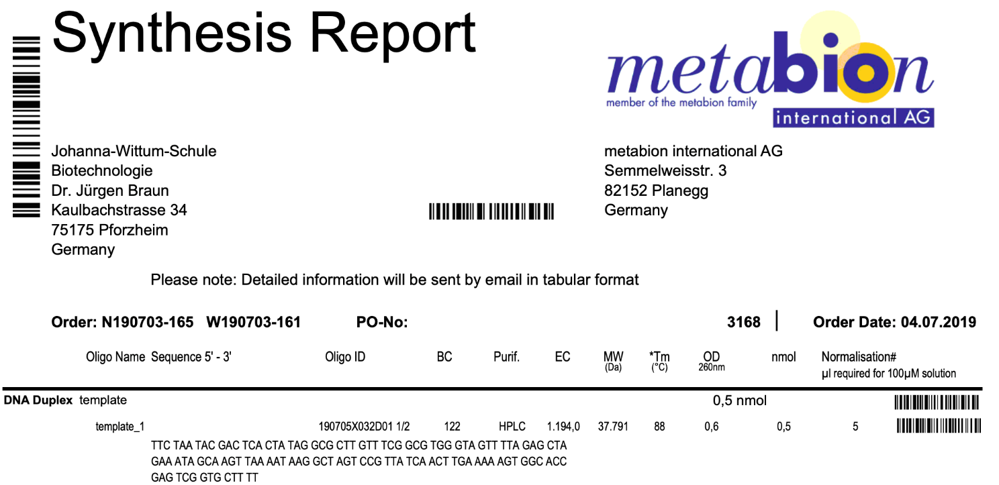 Synthesis Report
metabion
member of the metabion family
international AG
Johanna-Wittum-Schule
Biotechnologie
Dr. Jürgen Braun
Kaulbachstrasse 34
75175 Pforzheim
Germany
metabion international AG
Semmelweisstr. 3
82152 Planegg
Germany
Please note: Detailed information will be sent by email in tabular format
Order: N190703-165 W190703-161 PO-No: 3168 Order Date: 04.07.2019
Oligo Name Sequence 5' - 3' Oligo ID BC Purif. EC MW *Tm OD nmol Normalisation#
(Da) (°C) 260nm µl required for 100µM solution
DNA Duplex template 0,5 nmol
template_1 190705X032D01 1/2 122 HPLC 1.194,0 37.791 88 0,6 0,5 5
TTC TAA TAC GAC TCA CTA TAG GCG CTT GTT TCG GCG TGG GTA GTT TTA GAG CTA
GAA ATA GCA AGT TAA AAT AAG GCT AGT CCG TTA TCA ACT TGA AAA AGT GGC ACC
GAG TCG GTG CTT TT